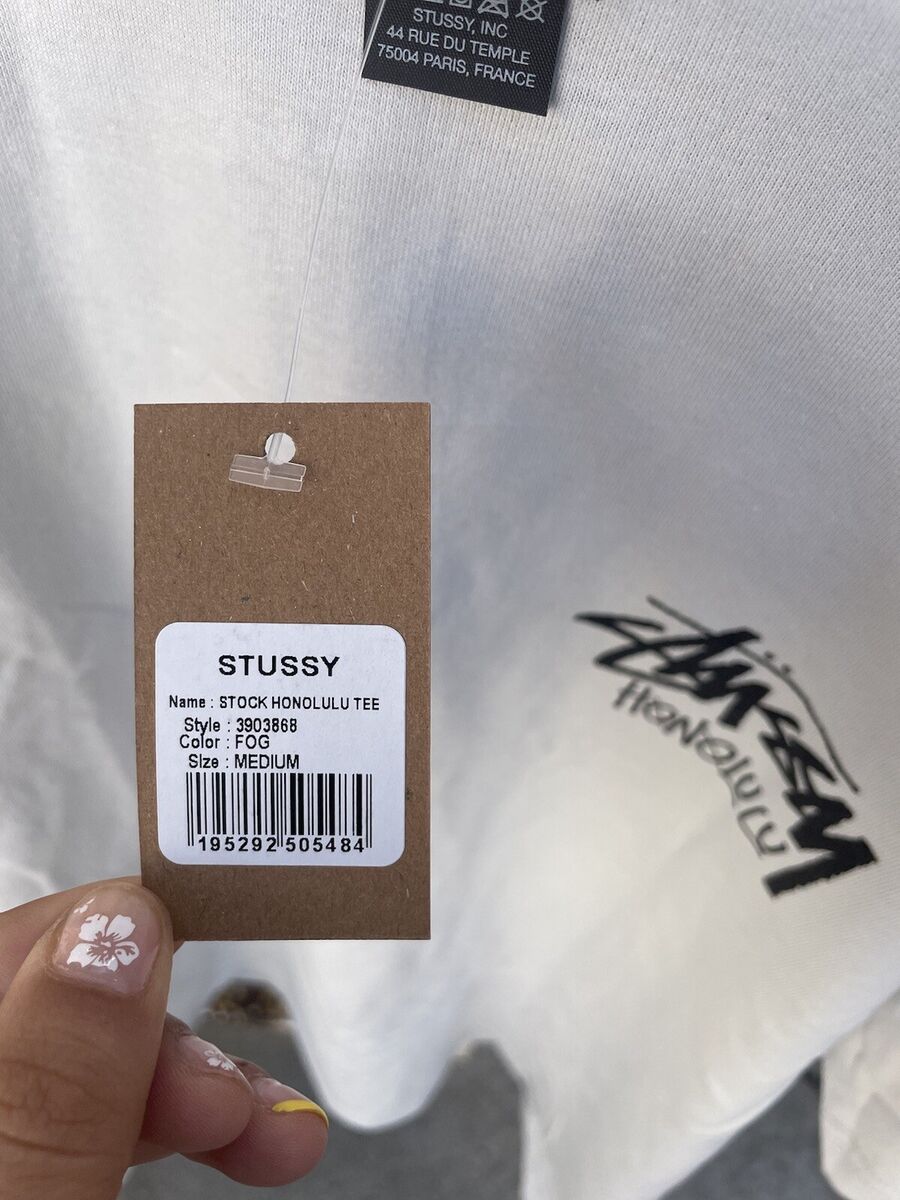 STUSSY, INC
44 RUE DU TEMPLE
75004 PARIS, FRANCE
STUSSY
Name : STOCK HONOLULU TEE
Style : 3903868
Color : FOG
Size : MEDIUM
195292 505484
STÜSSY
HONOLULU